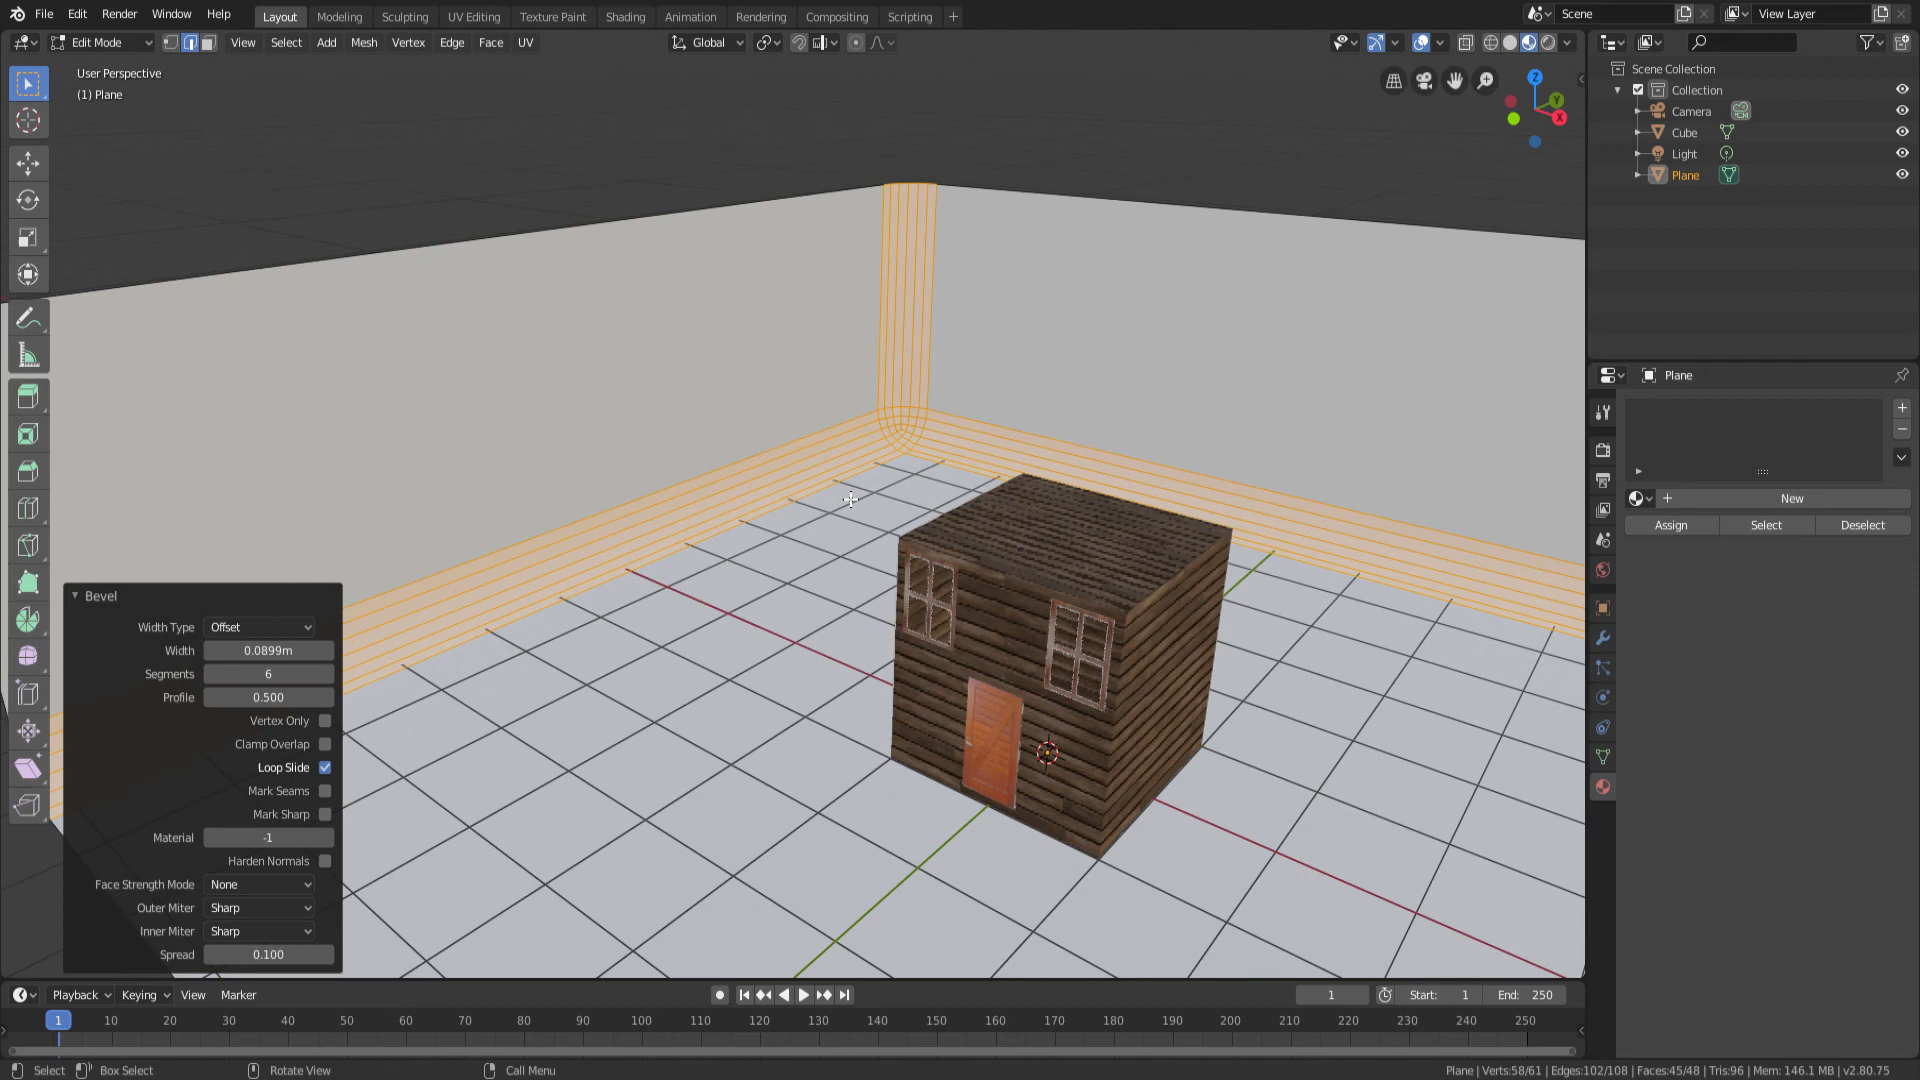 File Edit Render Window Help Layout Modeling Sculpting UV Editing Texture Paint Shading Animation Rendering Compositing Scripting + Scene View Layer
Edit Mode View Select Add Mesh Vertex Edge Face UV Global
User Perspective
(1) Plane
Z
Y
X
Scene Collection
Collection
Camera
Cube
Light
Plane
Plane
New
Assign Select Deselect
Bevel
Width Type Offset
Width 0.0899m
Segments 6
Profile 0.500
Vertex Only
Clamp Overlap
Loop Slide
Mark Seams
Mark Sharp
Material -1
Harden Normals
Face Strength Mode None
Outer Miter Sharp
Inner Miter Sharp
Spread 0.100
Playback Keying View Marker 1 Start: 1 End: 250
1 10 20 30 40 50 60 70 80 90 100 110 120 130 140 150 160 170 180 190 200 210 220 230 240 250
Select Box Select Rotate View Call Menu Plane | Verts:58/61 | Edges:102/108 | Faces:45/48 | Tris:96 | Mem: 146.1 MB | v2.80.75